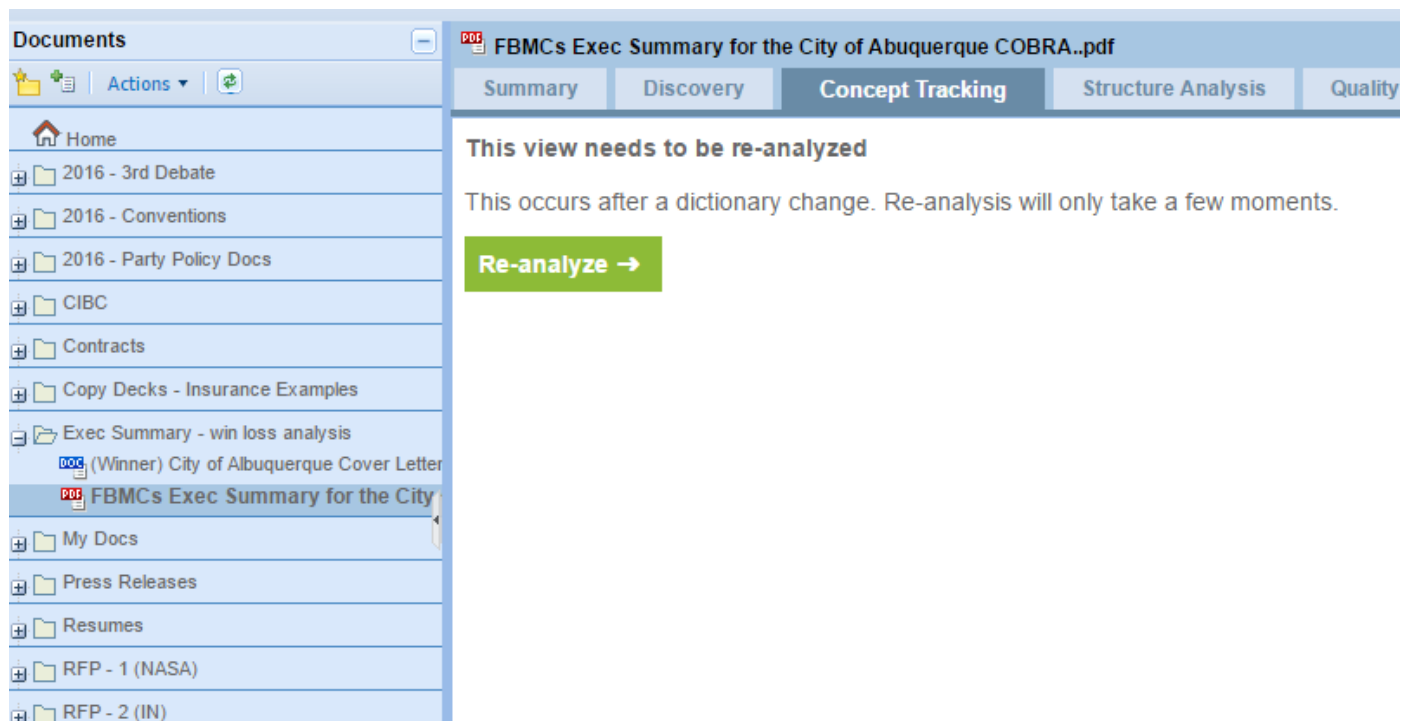 Documents
Actions
Home
2016 - 3rd Debate
2016 - Conventions
2016 - Party Policy Docs
CIBC
Contracts
Copy Decks - Insurance Examples
Exec Summary - win loss analysis
DOC (Winner) City of Albuquerque Cover Letter
PDF FBMCs Exec Summary for the City
My Docs
Press Releases
Resumes
RFP - 1 (NASA)
RFP - 2 (IN)
PDF FBMCs Exec Summary for the City of Abuquerque COBRA..pdf
Summary Discovery Concept Tracking Structure Analysis Quality
This view needs to be re-analyzed
This occurs after a dictionary change. Re-analysis will only take a few moments.
Re-analyze →